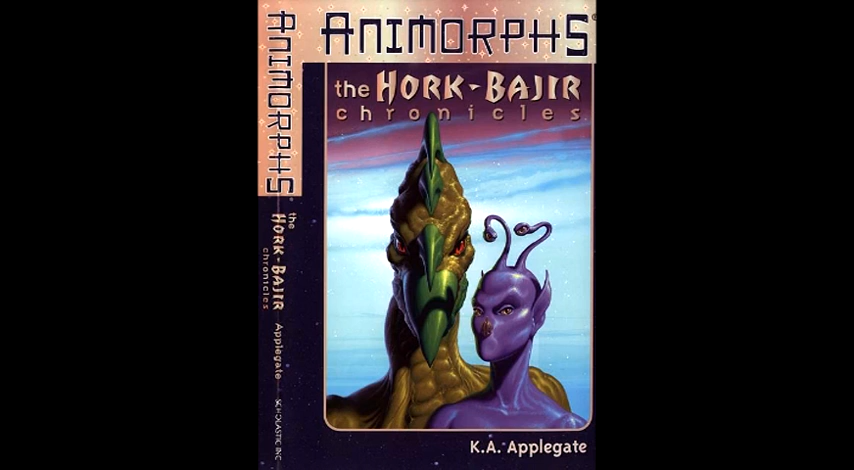 ANIMORPHS
the HORK-BAJIR
chronicles
Applegate
SCHOLASTIC INC.
ANIMORPHS®
the HORK-BAJIR
chronicles
K.A. Applegate